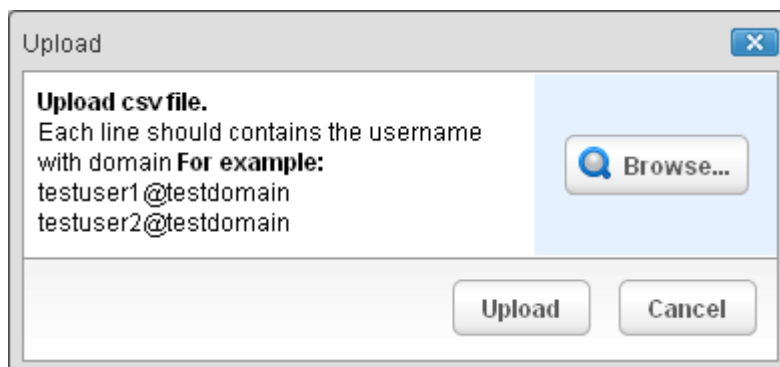 Upload
Upload csv file.
Each line should contains the username
with domain For example:
testuser1@testdomain
testuser2@testdomain
Browse...
Upload
Cancel